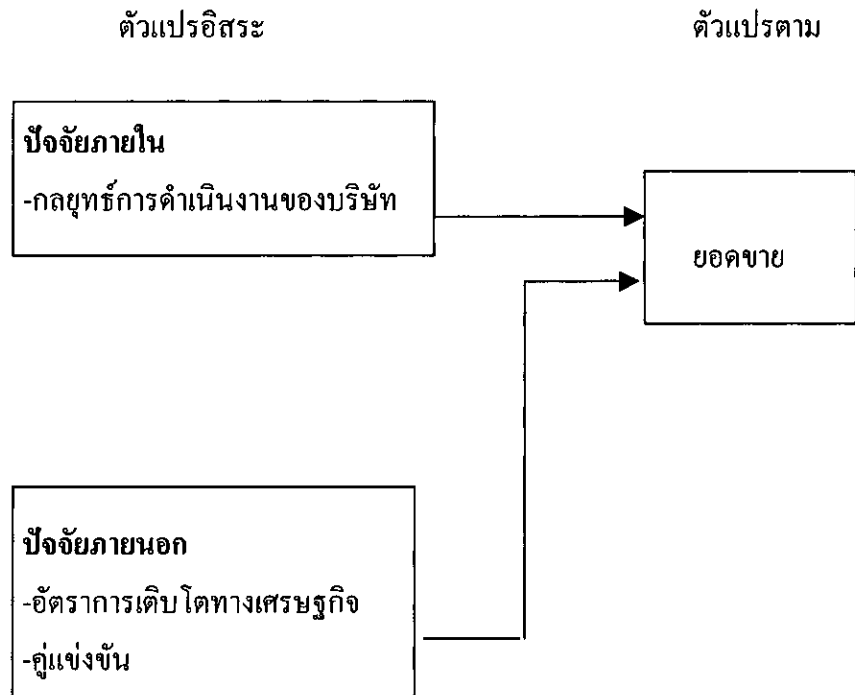 ตัวแปรอิสระ
ตัวแปรตาม
ปัจจัยภายใน
-กลยุทธ์การดำเนินงานของบริษัท
ยอดขาย
ปัจจัยภายนอก
-อัตราการเติบโตทางเศรษฐกิจ
-คู่แข่งขัน